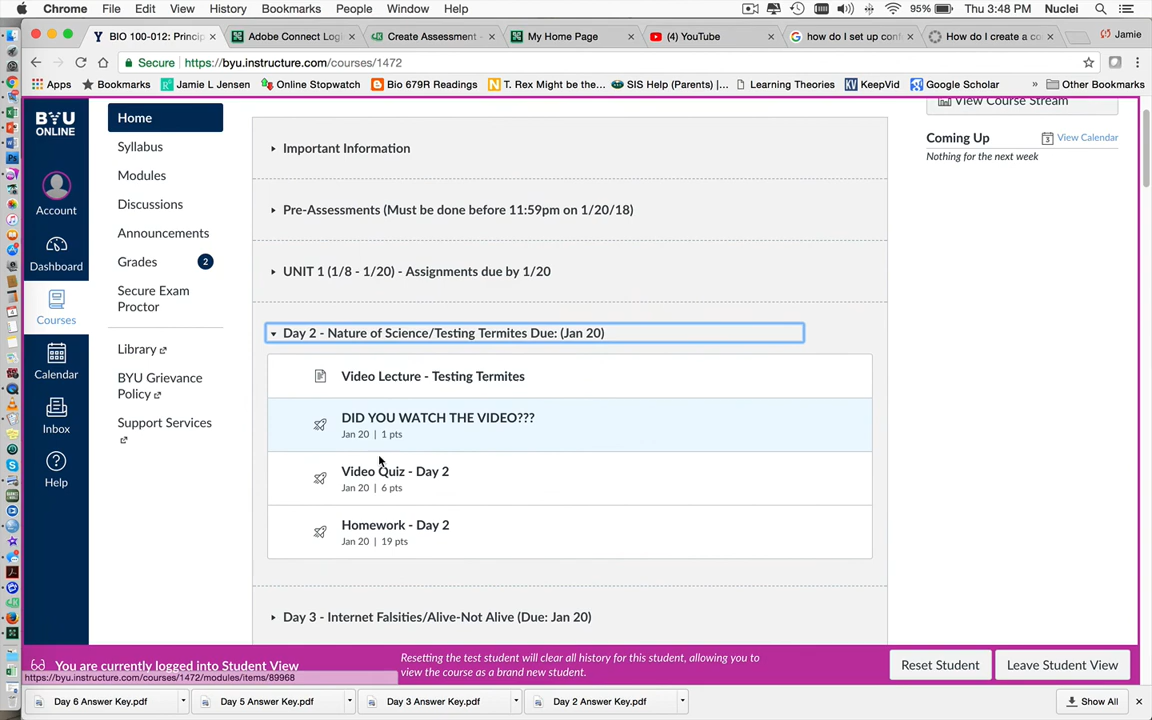 Chrome File Edit View History Bookmarks People Window Help 95% Thu 3:48 PM Nuclei
BIO 100-012: Princip Adobe Connect Logi Create Assessment - My Home Page (4) YouTube how do I set up conf How do I create a co Jamie
Secure https://byu.instructure.com/courses/1472
Apps Bookmarks Jamie L Jensen Online Stopwatch Bio 679R Readings T. Rex Might be the... SIS Help (Parents) |... Learning Theories KeepVid Google Scholar » Other Bookmarks
BYU
ONLINE
Account
Dashboard
Courses
Calendar
Inbox
Help
Home
Syllabus
Modules
Discussions
Announcements
Grades 2
Secure Exam
Proctor
Library
BYU Grievance
Policy
Support Services
Important Information
Pre-Assessments (Must be done before 11:59pm on 1/20/18)
UNIT 1 (1/8 - 1/20) - Assignments due by 1/20
Day 2 - Nature of Science/Testing Termites Due: (Jan 20)
Video Lecture - Testing Termites
DID YOU WATCH THE VIDEO???
Jan 20 | 1 pts
Video Quiz - Day 2
Jan 20 | 6 pts
Homework - Day 2
Jan 20 | 19 pts
Day 3 - Internet Falsities/Alive-Not Alive (Due: Jan 20)
View Course Stream
Coming Up 3 View Calendar
Nothing for the next week
You are currently logged into Student View
Resetting the test student will clear all history for this student, allowing you to
view the course as a brand new student.
Reset Student Leave Student View
https://byu.instructure.com/courses/1472/modules/items/89968
Day 6 Answer Key.pdf Day 5 Answer Key.pdf Day 3 Answer Key.pdf Day 2 Answer Key.pdf Show All